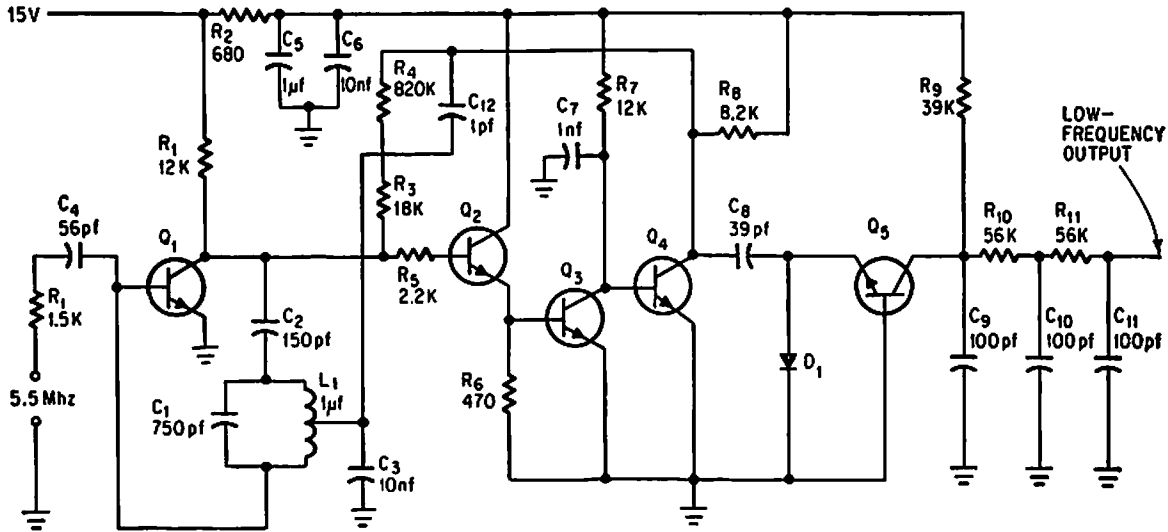 15V
R2
680
C5
1μf
C6
10nf
R4
820K
C12
1pf
C7
1nf
R7
12K
R8
8.2K
R9
39K
LOW-
FREQUENCY
OUTPUT
R1
12K
R3
18K
C4
56pf
Q1
Q2
R5
2.2K
Q3
Q4
C8
39pf
Q5
R10
56K
R11
56K
R1
1.5K
C2
150pf
C9
100pf
C10
100pf
C11
100pf
5.5Mhz
C1
750pf
L1
1μf
C3
10nf
R6
470
D1